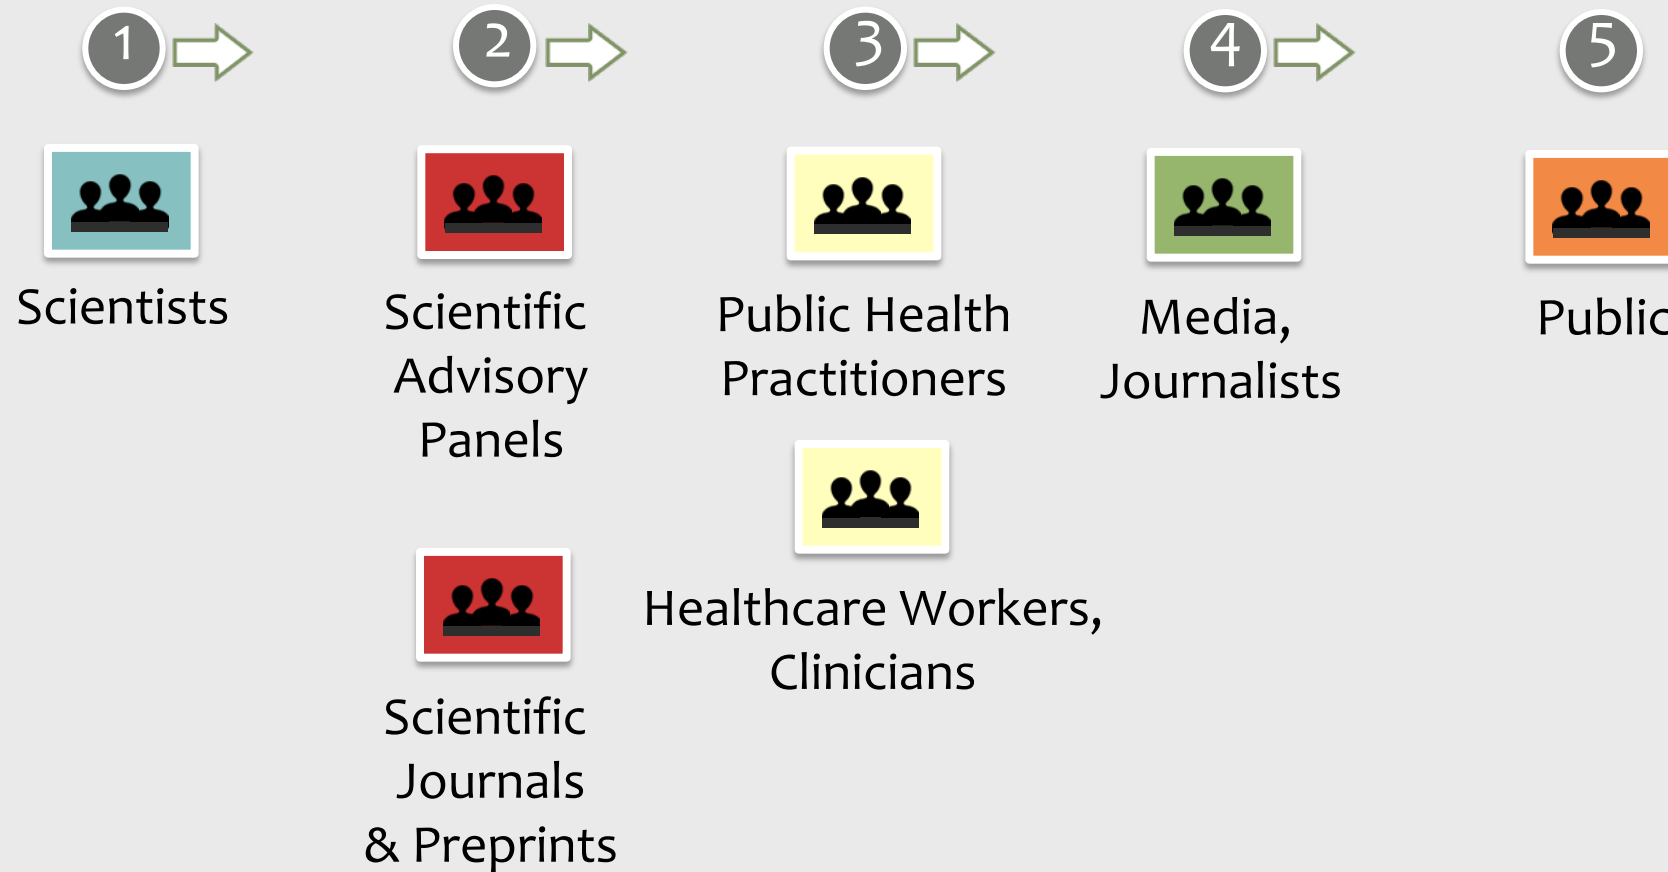 1
2
3
4
5
Scientists
Scientific
Advisory
Panels
Public Health
Practitioners
Media,
Journalists
Public
Healthcare Workers,
Clinicians
Scientific
Journals
& Preprints